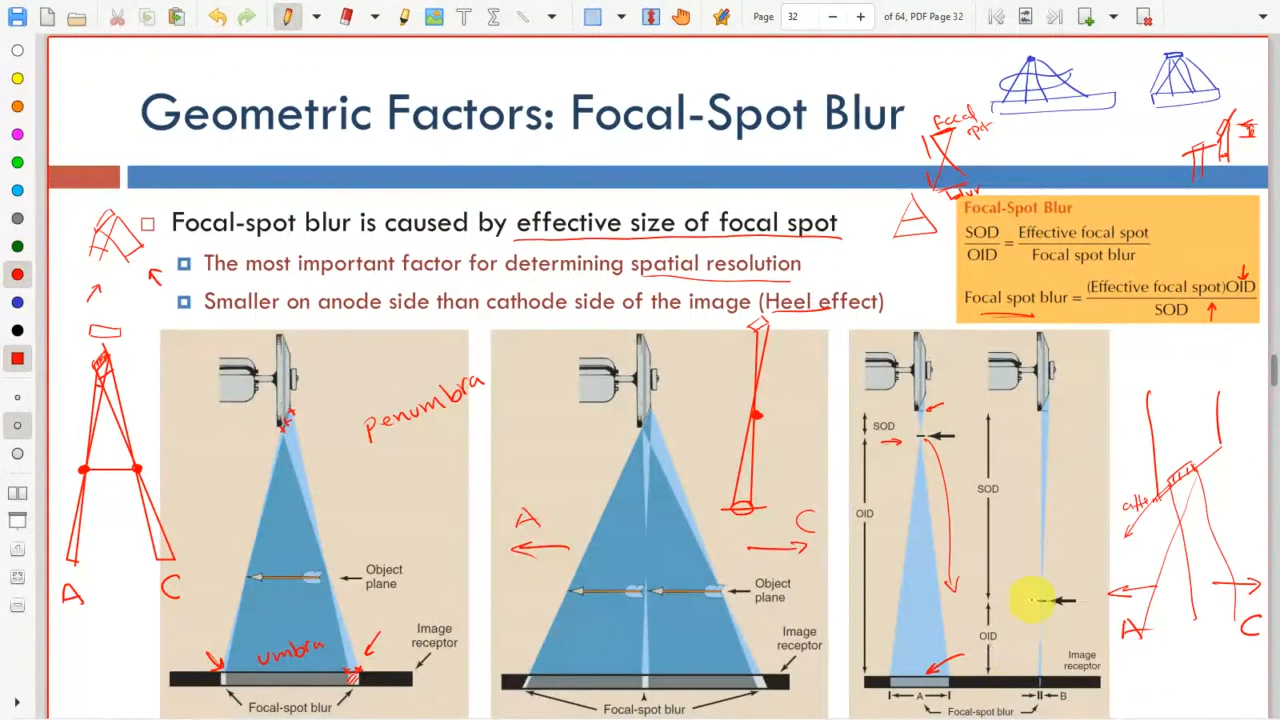 Page 32 of 64, PDF Page 32
Geometric Factors: Focal-Spot Blur
focal
spot
blur
Focal-spot blur is caused by effective size of focal spot
The most important factor for determining spatial resolution
Smaller on anode side than cathode side of the image (Heel effect)
Focal-Spot Blur
SOD
OID
=
Effective focal spot
Focal spot blur
Focal spot blur =
(Effective focal spot)OID
SOD
A
C
penumbra
Object
plane
umbra
Image
receptor
Focal-spot blur
A
C
Object
plane
Image
receptor
Focal-spot blur
SOD
OID
SOD
OID
Image
receptor
A
B
Focal-spot blur
A
C